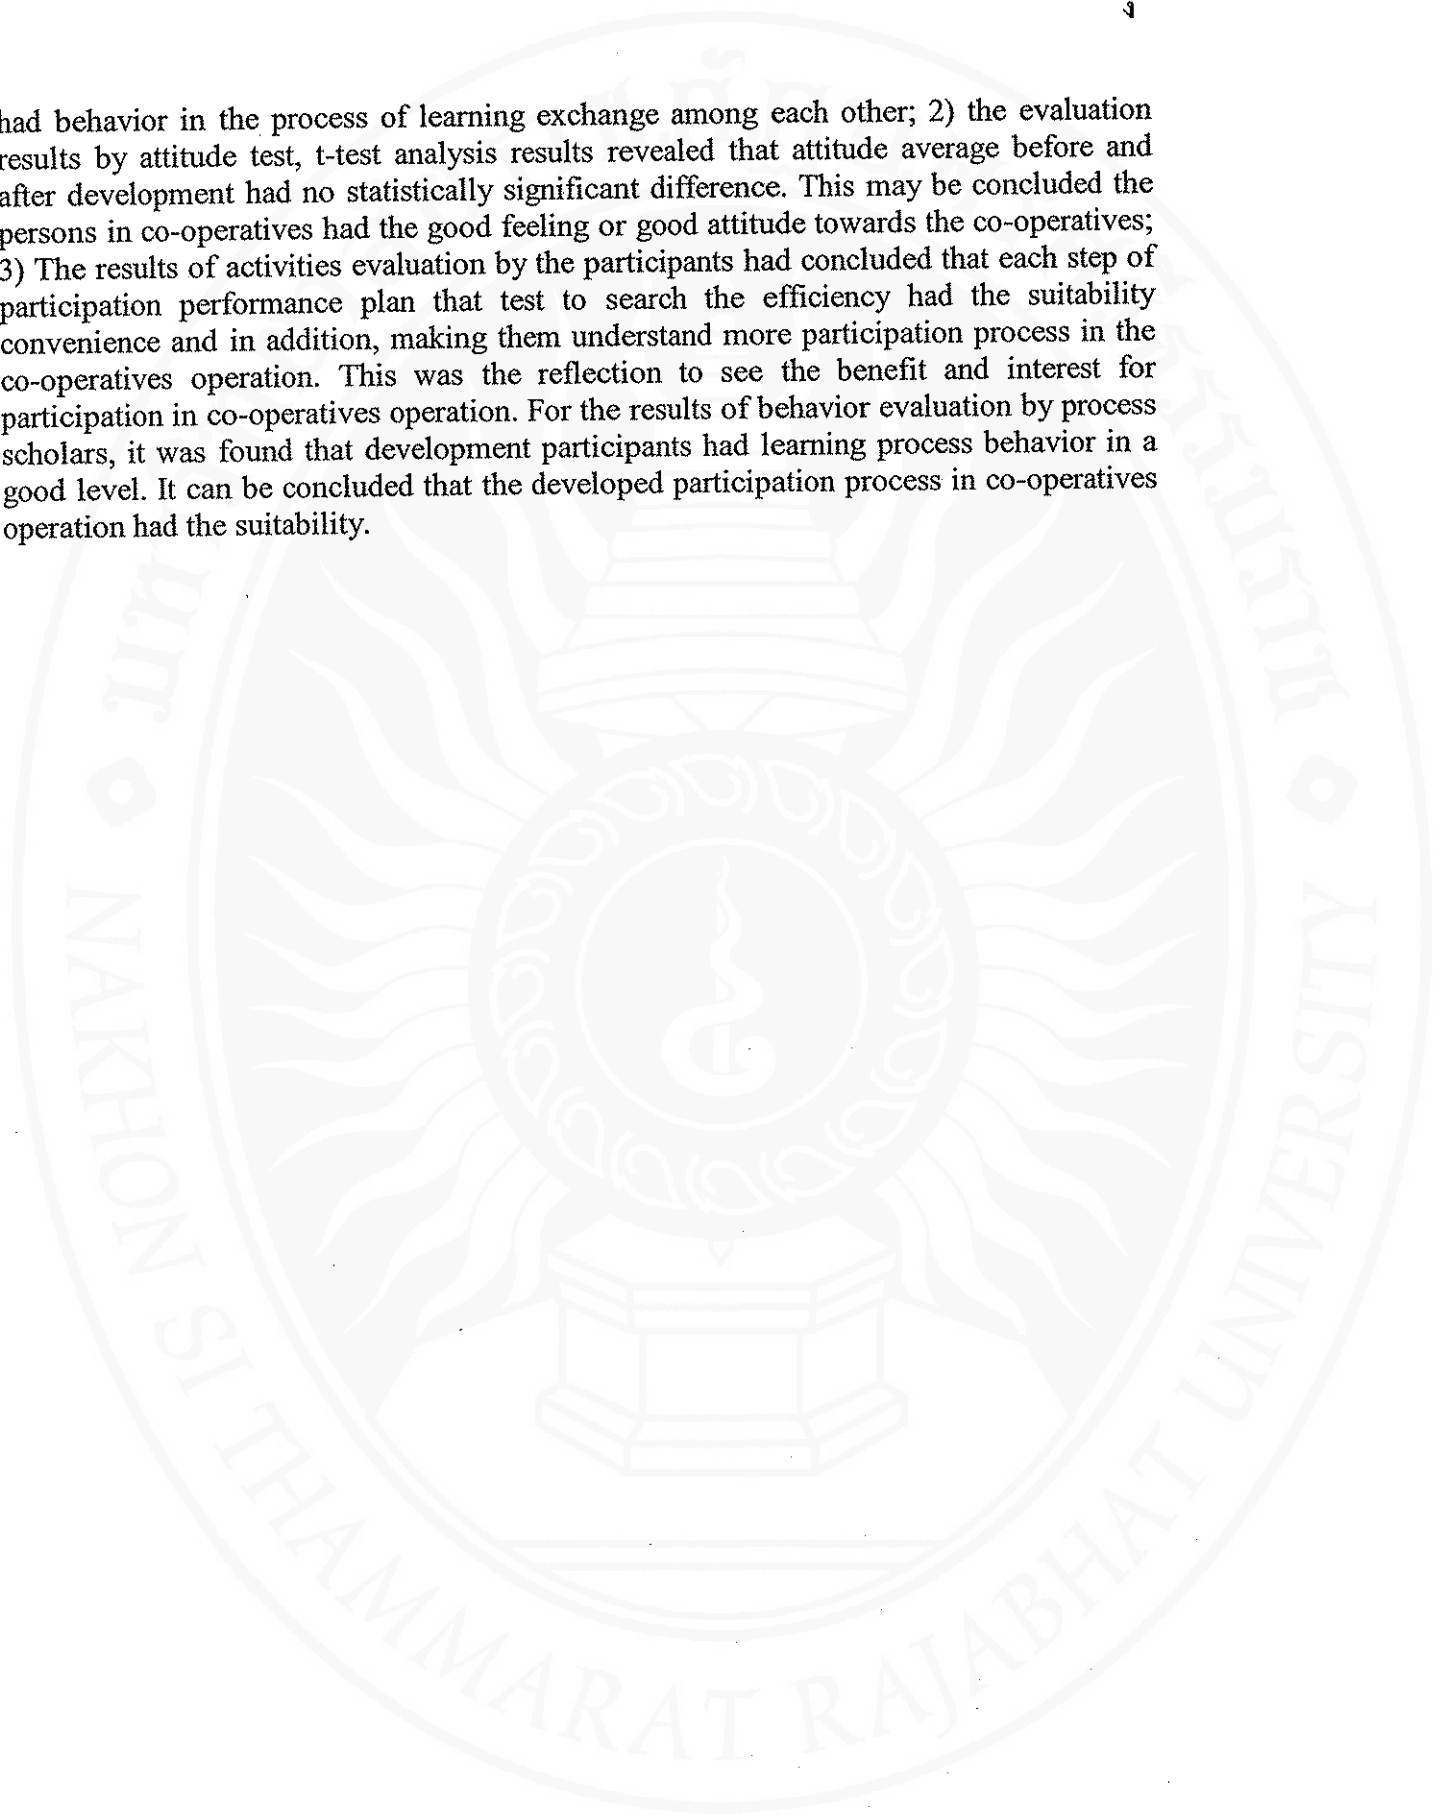 ง
had behavior in the process of learning exchange among each other; 2) the evaluation
results by attitude test, t-test analysis results revealed that attitude average before and
after development had no statistically significant difference. This may be concluded the
persons in co-operatives had the good feeling or good attitude towards the co-operatives;
3) The results of activities evaluation by the participants had concluded that each step of
participation performance plan that test to search the efficiency had the suitability
convenience and in addition, making them understand more participation process in the
co-operatives operation. This was the reflection to see the benefit and interest for
participation in co-operatives operation. For the results of behavior evaluation by process
scholars, it was found that development participants had learning process behavior in a
good level. It can be concluded that the developed participation process in co-operatives
operation had the suitability.
NAKHON SI THAMMARAT RAJABHAT UNIVERSITY